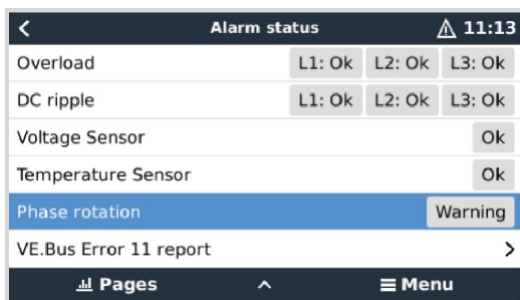 Alarm status 11:13
Overload L1: Ok L2: Ok L3: Ok
DC ripple L1: Ok L2: Ok L3: Ok
Voltage Sensor Ok
Temperature Sensor Ok
Phase rotation Warning
VE.Bus Error 11 report
Pages Menu